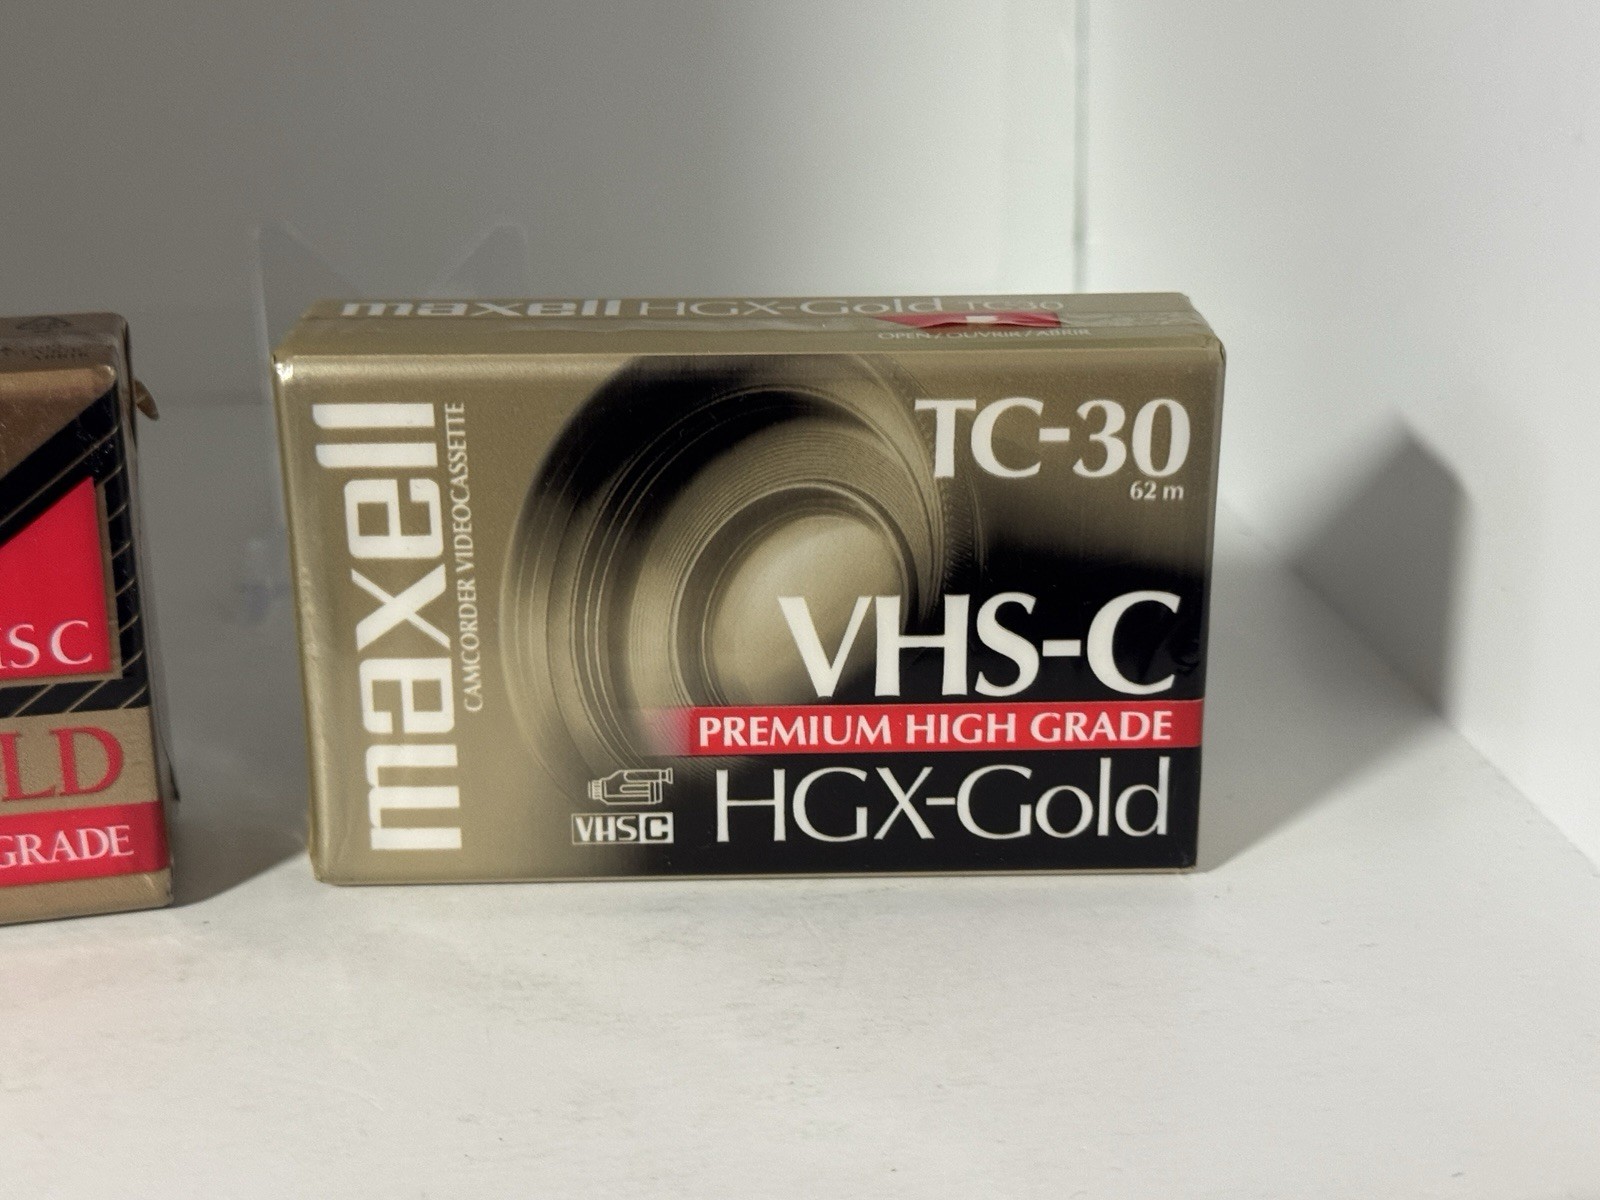 maxell HGX-Gold TC-30
OPEN/OUVRIR/ABRIR
maxell
CAMCORDER VIDEOCASSETTE
TC-30
62 m
VHS-C
PREMIUM HIGH GRADE
HGX-Gold
VHS C
C
LD
GRADE